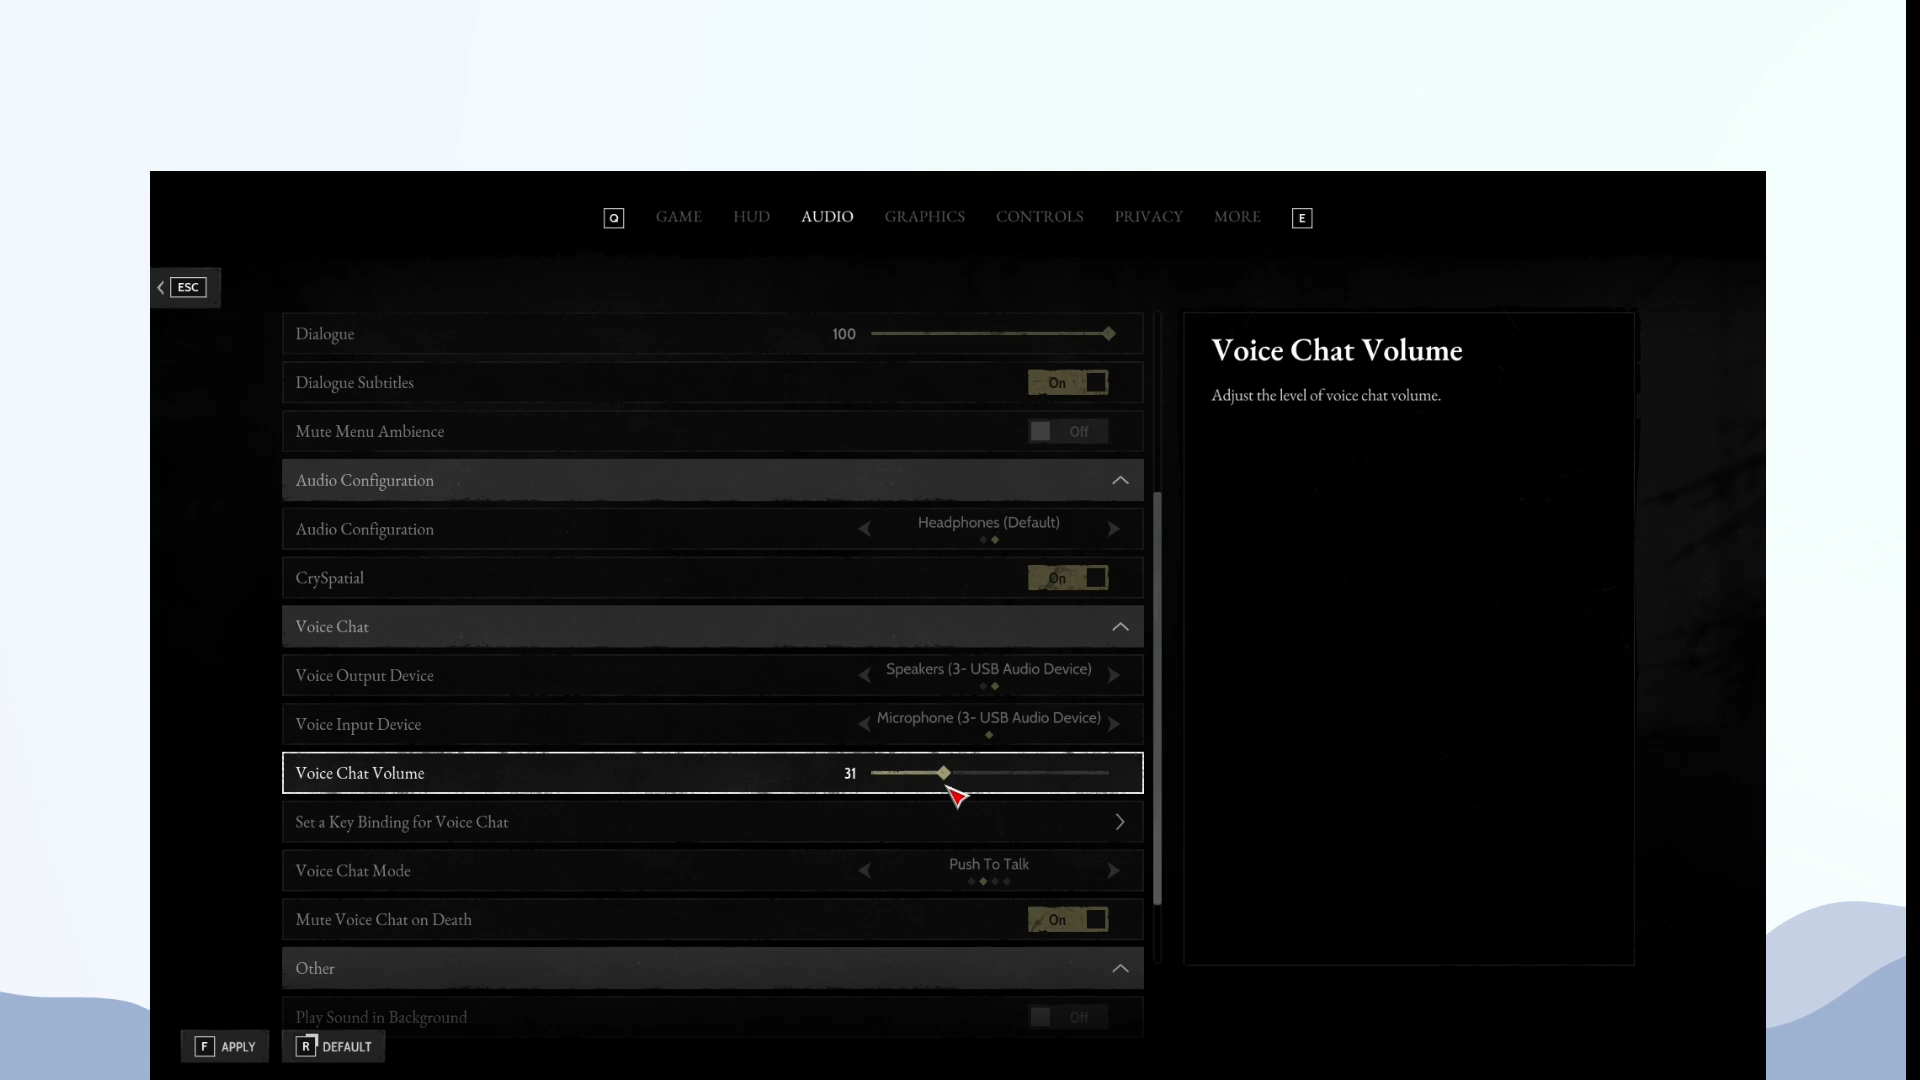 Q GAME HUD AUDIO GRAPHICS CONTROLS PRIVACY MORE E
ESC
Dialogue 100
Dialogue Subtitles On
Mute Menu Ambience Off
Audio Configuration
Audio Configuration Headphones (Default)
CrySpatial On
Voice Chat
Voice Output Device Speakers (3- USB Audio Device)
Voice Input Device Microphone (3- USB Audio Device)
Voice Chat Volume 31
Set a Key Binding for Voice Chat
Voice Chat Mode Push To Talk
Mute Voice Chat on Death On
Other
Play Sound in Background Off
F APPLY R DEFAULT
Voice Chat Volume
Adjust the level of voice chat volume.